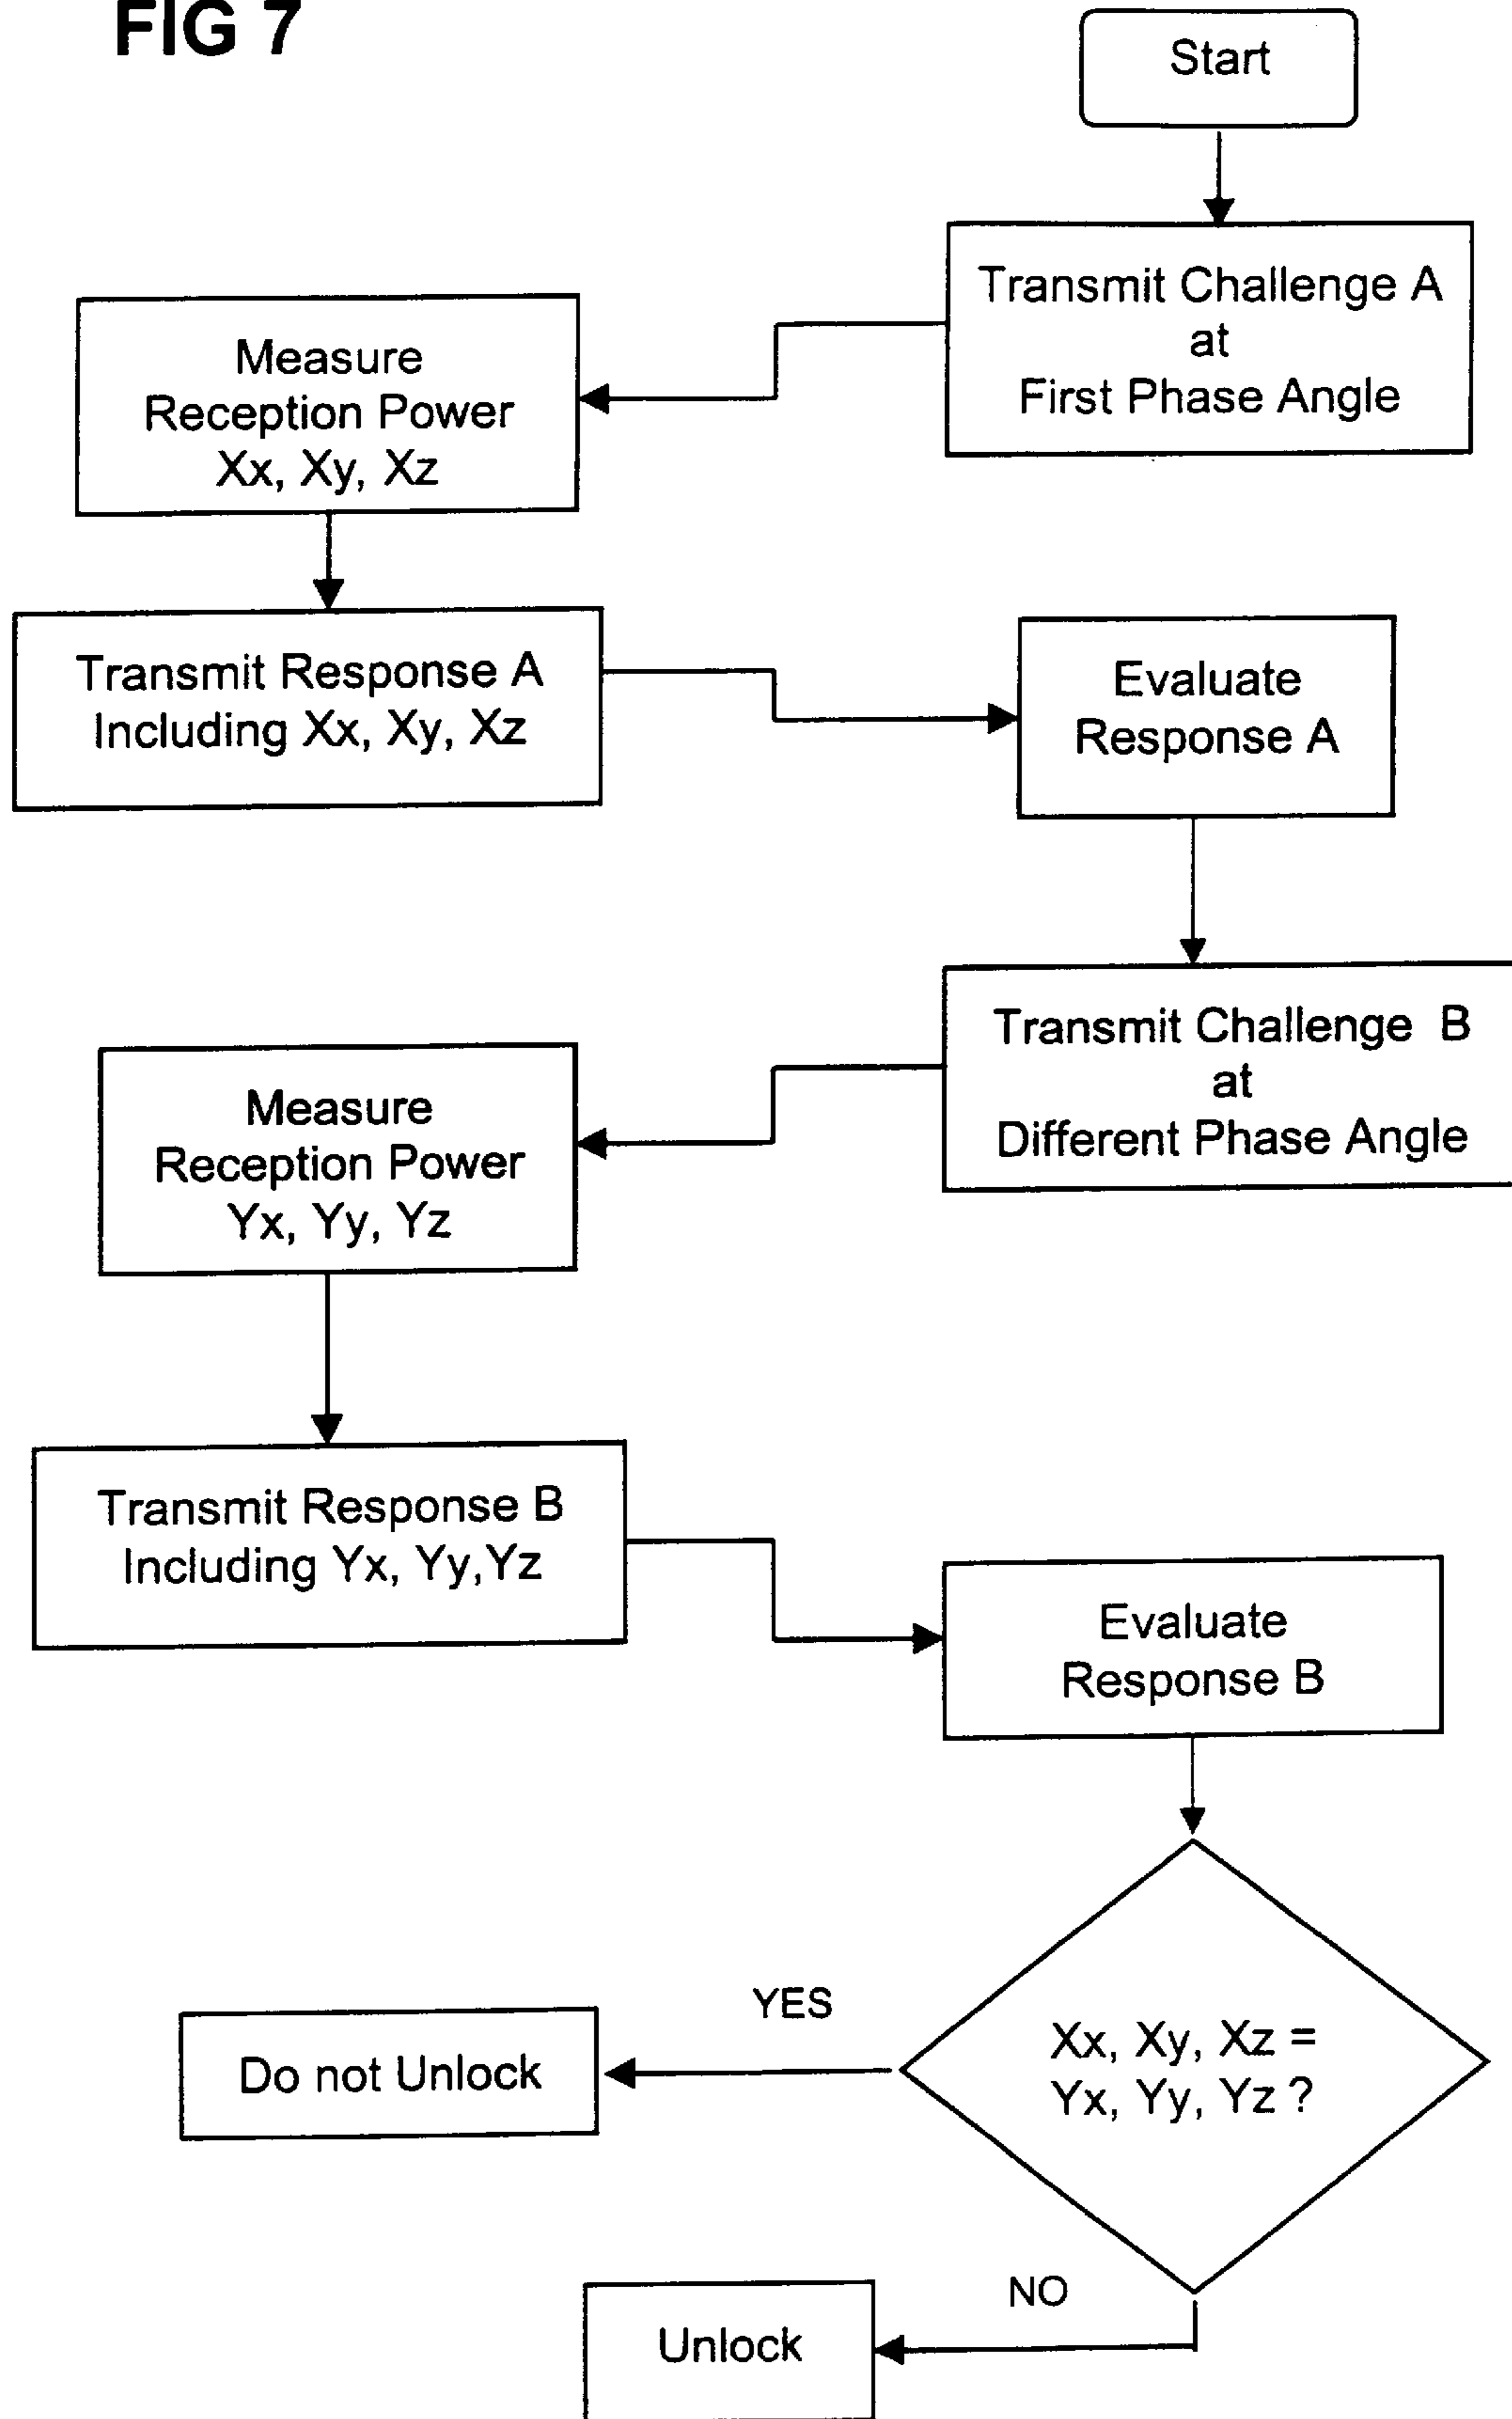 FIG 7
Start
Transmit Challenge A
at
First Phase Angle
Measure
Reception Power
Xx, Xy, Xz
Transmit Response A
Including Xx, Xy, Xz
Evaluate
Response A
Transmit Challenge B
at
Different Phase Angle
Measure
Reception Power
Yx, Yy, Yz
Transmit Response B
Including Yx, Yy,Yz
Evaluate
Response B
Xx, Xy, Xz =
Yx, Yy, Yz ?
YES
Do not Unlock
NO
Unlock